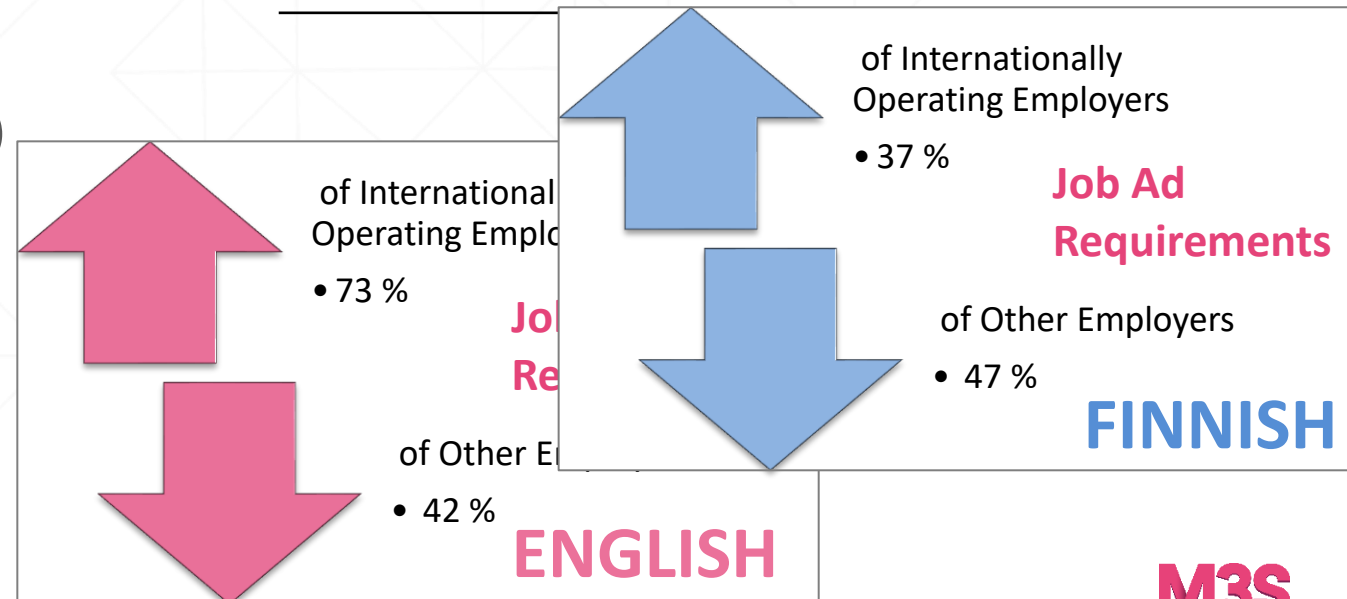 of Internationally
Operating Employers
• 37 %
Job Ad
Requirements
of Other Employers
• 47 %
FINNISH
of International
Operating
• 73 %
of Other
• 42 %
ENGLISH
M3S